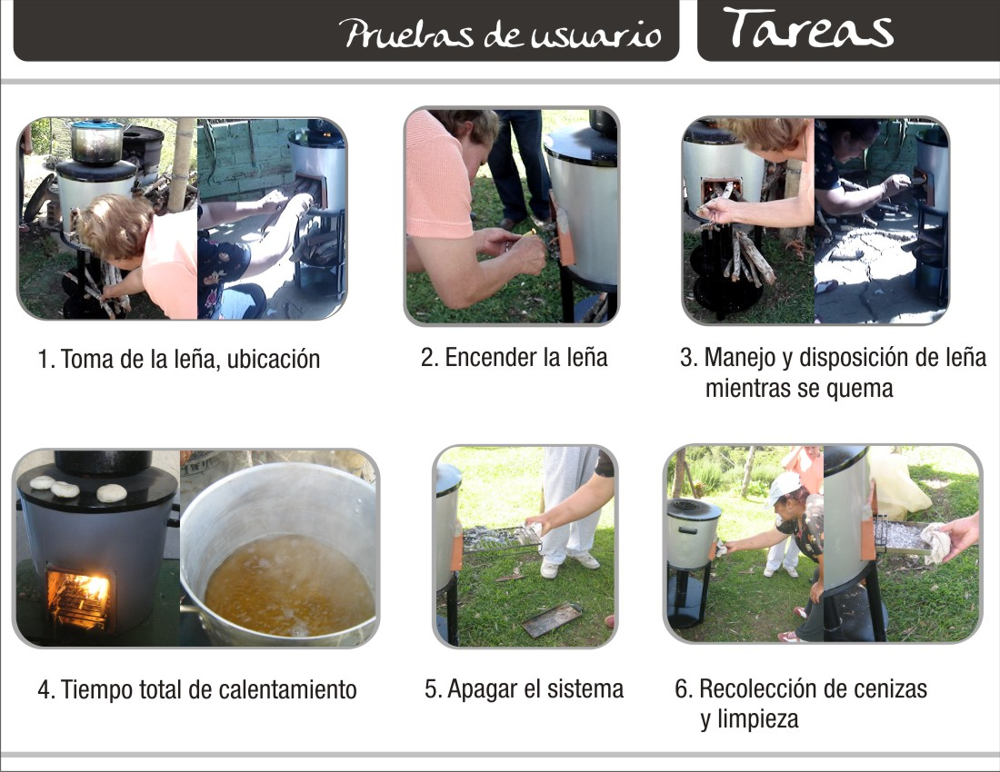 Pruebas de usuario
Tareas
1. Toma de la leña, ubicación
2. Encender la leña
3. Manejo y disposición de leña
mientras se quema
4. Tiempo total de calentamiento
5. Apagar el sistema
6. Recolección de cenizas
y limpieza